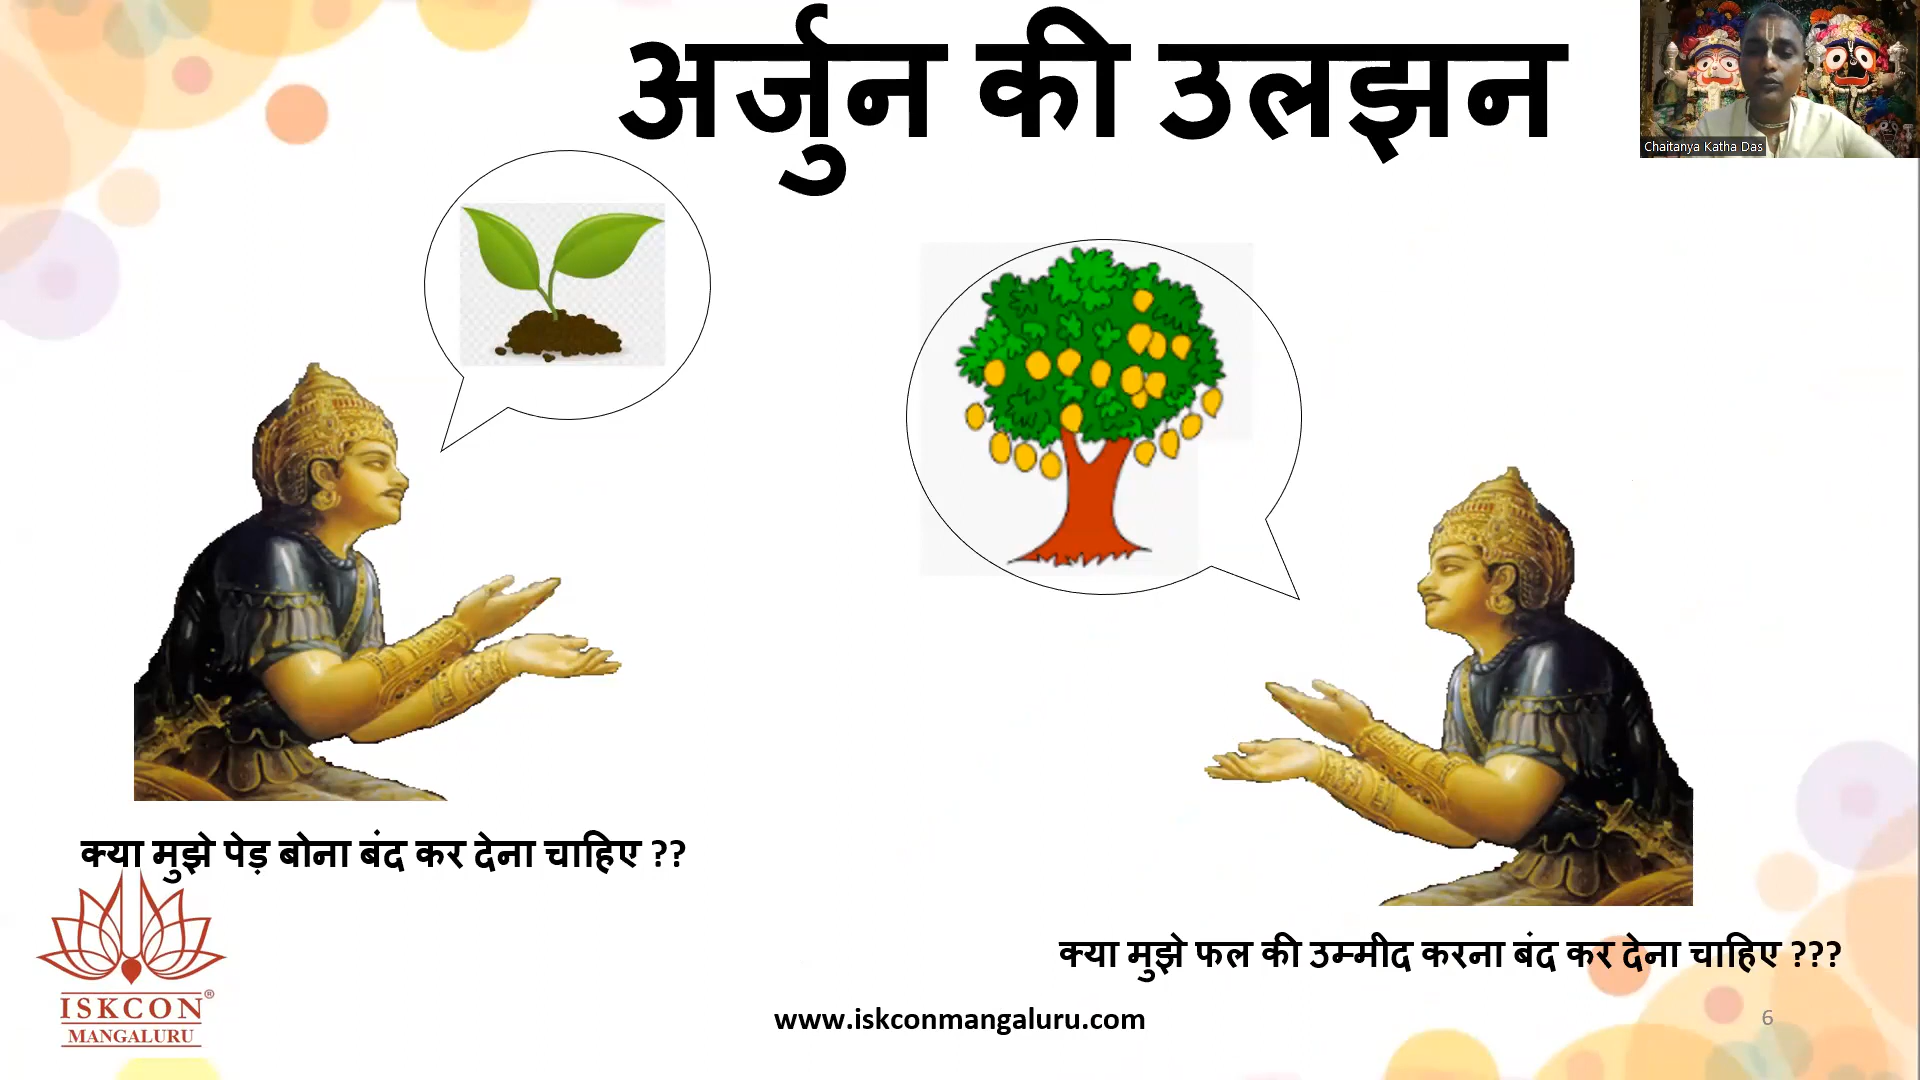 अर्जुन की उलझन
Chaitanya Katha Das
क्या मुझे पेड़ बोना बंद कर देना चाहिए ??
क्या मुझे फल की उम्मीद करना बंद कर देना चाहिए ???
ISKCON®
MANGALURU
www.iskconmangaluru.com
6